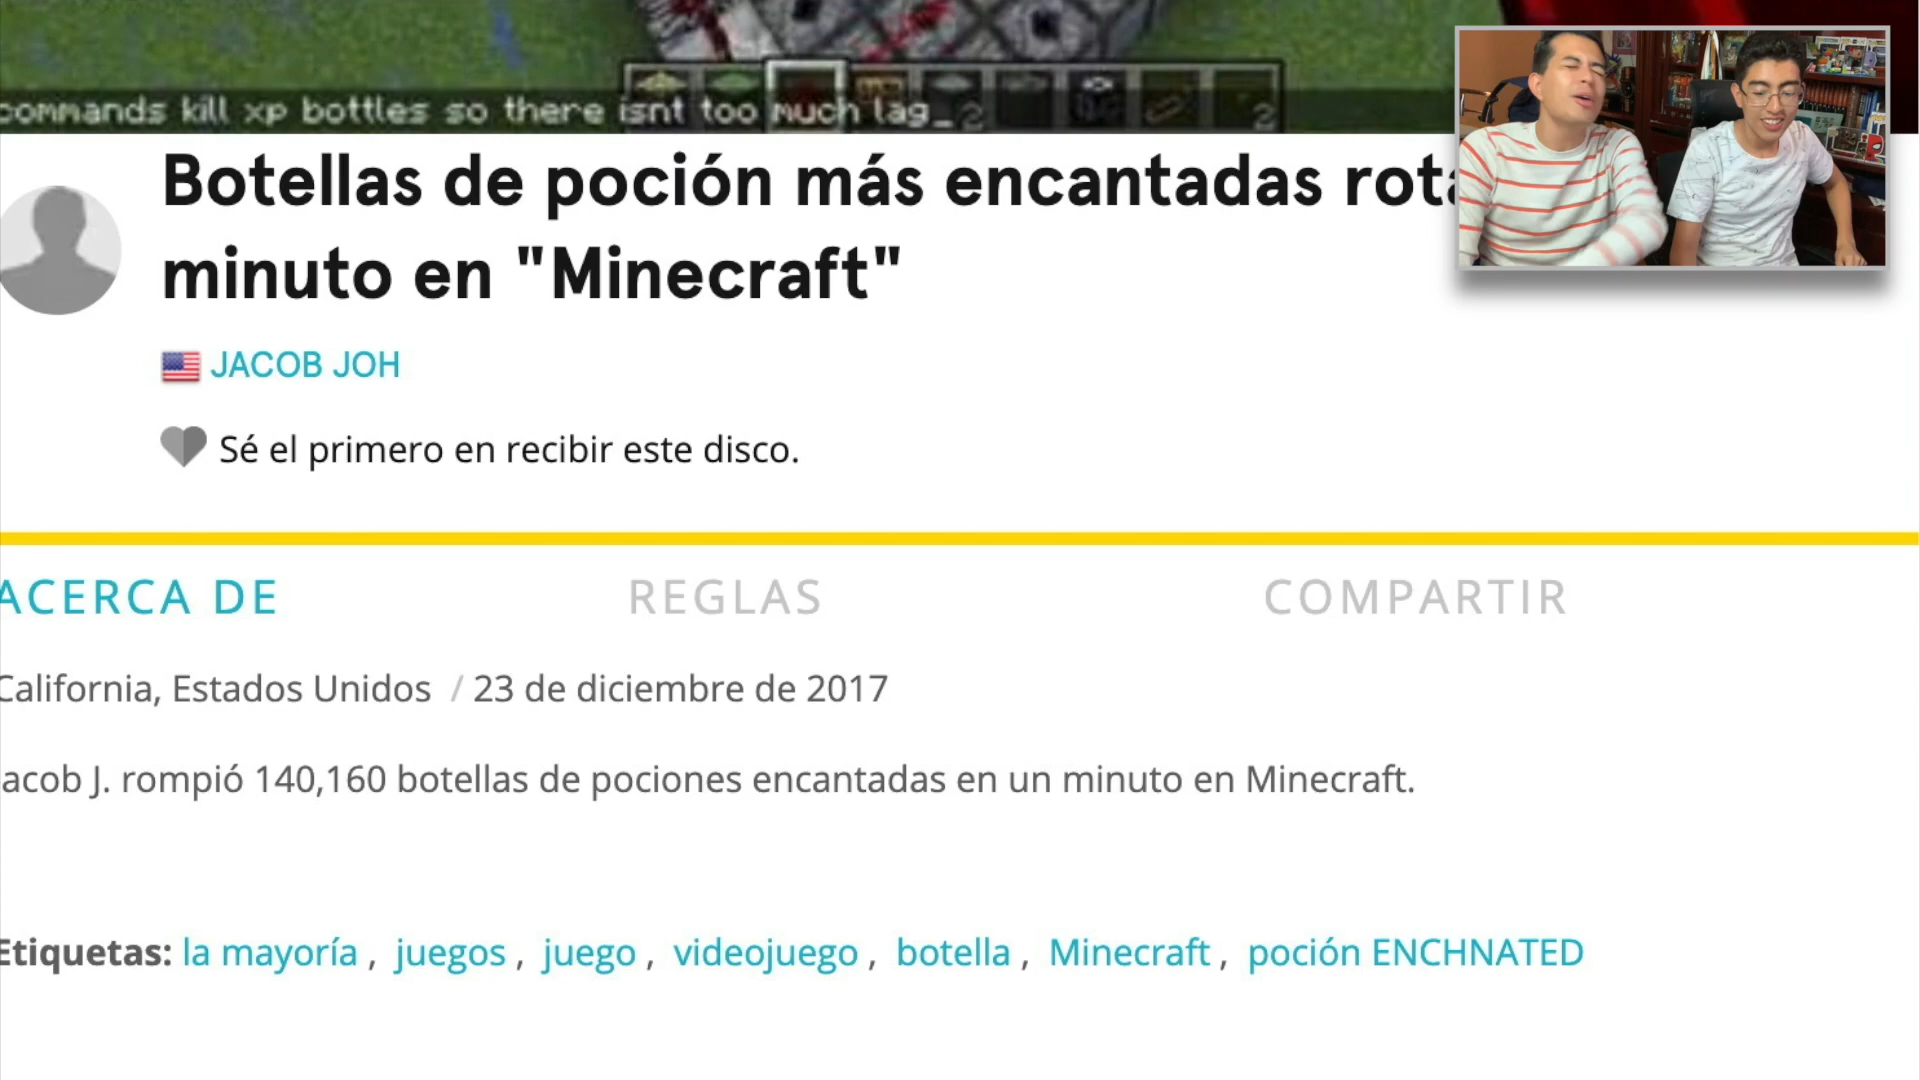 commands kill xp bottles so there isnt too much lag_
2
2
Botellas de poción más encantadas rota
minuto en "Minecraft"
JACOB JOH
Sé el primero en recibir este disco.
ACERCA DE
REGLAS
COMPARTIR
California, Estados Unidos / 23 de diciembre de 2017
acob J. rompió 140,160 botellas de pociones encantadas en un minuto en Minecraft.
Etiquetas: la mayoría , juegos , juego , videojuego , botella , Minecraft , poción ENCHNATED